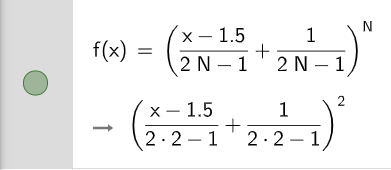 f(x) = ((x − 1.5)/(2 N − 1) + 1/(2 N − 1))^N
→ ((x − 1.5)/(2 · 2 − 1) + 1/(2 · 2 − 1))^2